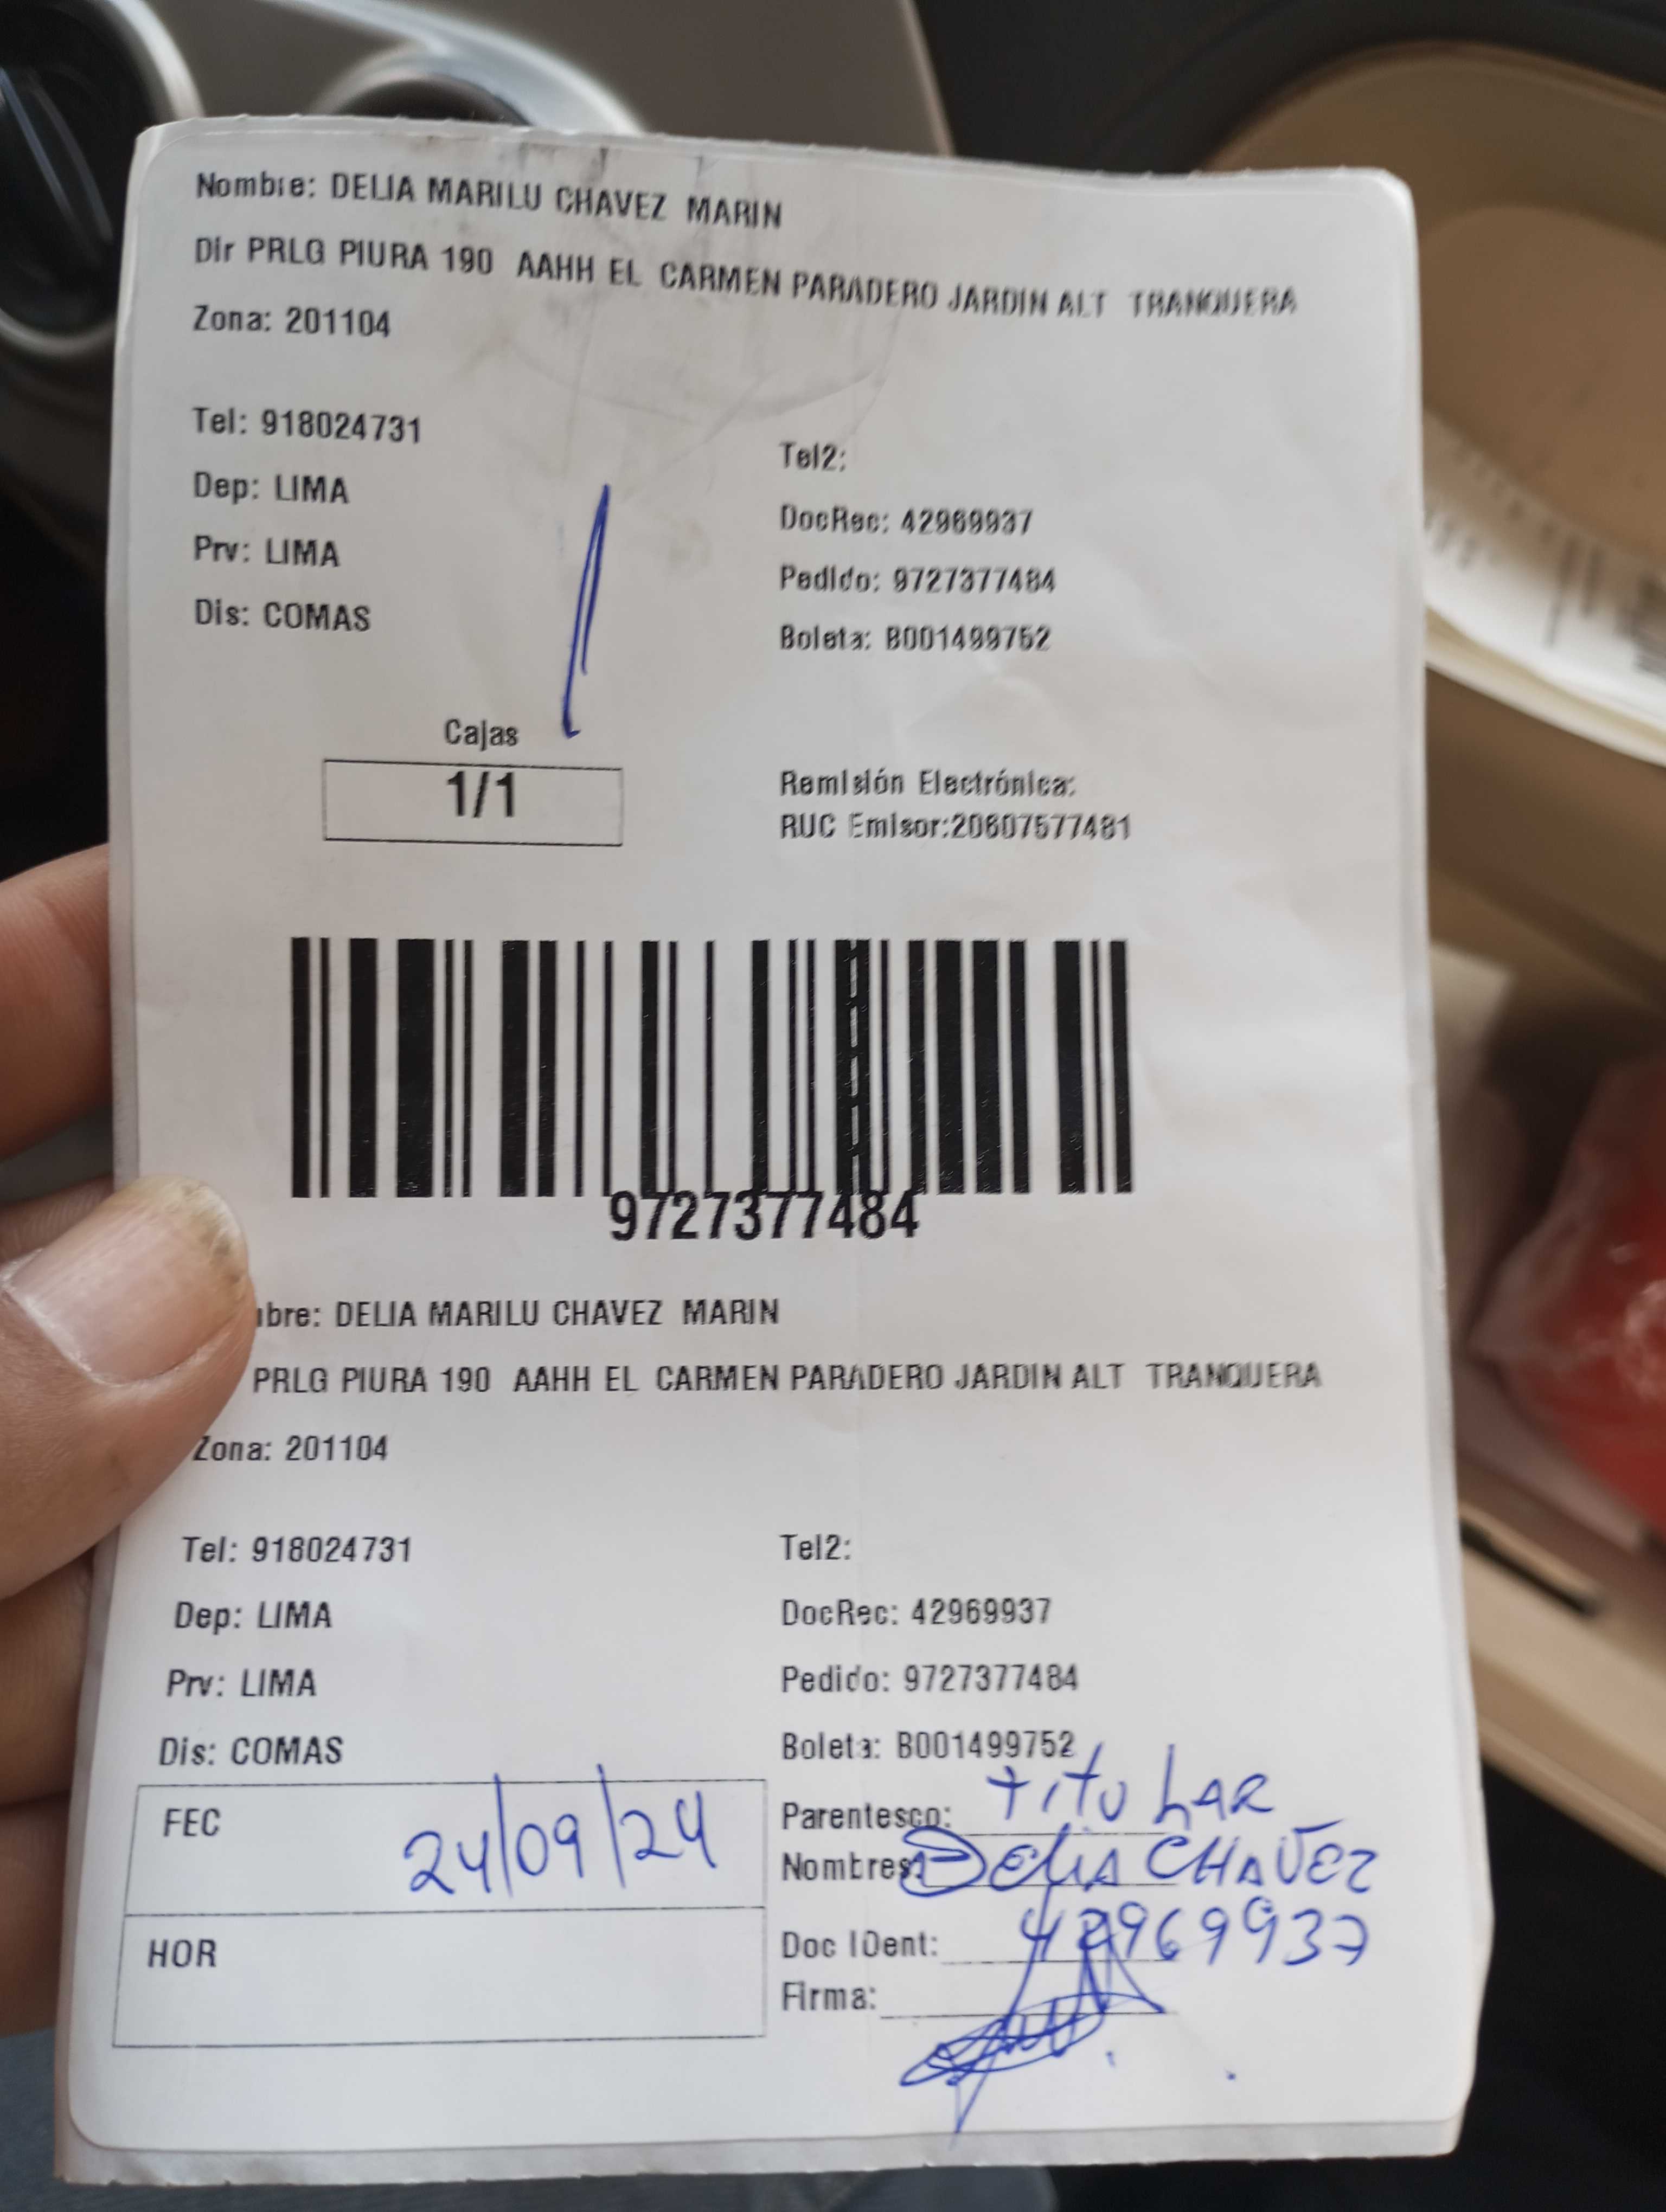 Nombre: DELIA MARILU CHAVEZ MARIN
Dir PRLG PIURA 190 AAHH EL CARMEN PARADERO JARDIN ALT TRANQUERA
Zona: 201104
Tel: 918024731
Tel2:
Dep: LIMA
DocRec: 42969937
Prv: LIMA
Pedido: 9727377484
Dis: COMAS
Boleta: B001499752
Cajas
1/1
Remisión Electrónica:
RUC Emisor:20607577481
9727377484
bre: DELIA MARILU CHAVEZ MARIN
PRLG PIURA 190 AAHH EL CARMEN PARADERO JARDIN ALT TRANQUERA
Zona: 201104
Tel: 918024731
Tel2:
Dep: LIMA
DocRec: 42969937
Prv: LIMA
Pedido: 9727377484
Dis: COMAS
Boleta: B001499752
FEC 24/09/24
Parentesco: TITULAR
Nombres: DELIA CHAVEZ
HOR
Doc IDent: 42969937
Firma: